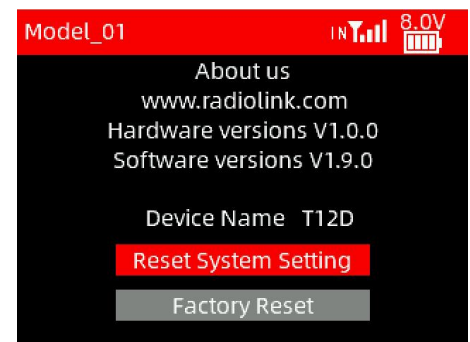 Model_01 IN 8.0V
About us
www.radiolink.com
Hardware versions V1.0.0
Software versions V1.9.0
Device Name T12D
Reset System Setting
Factory Reset